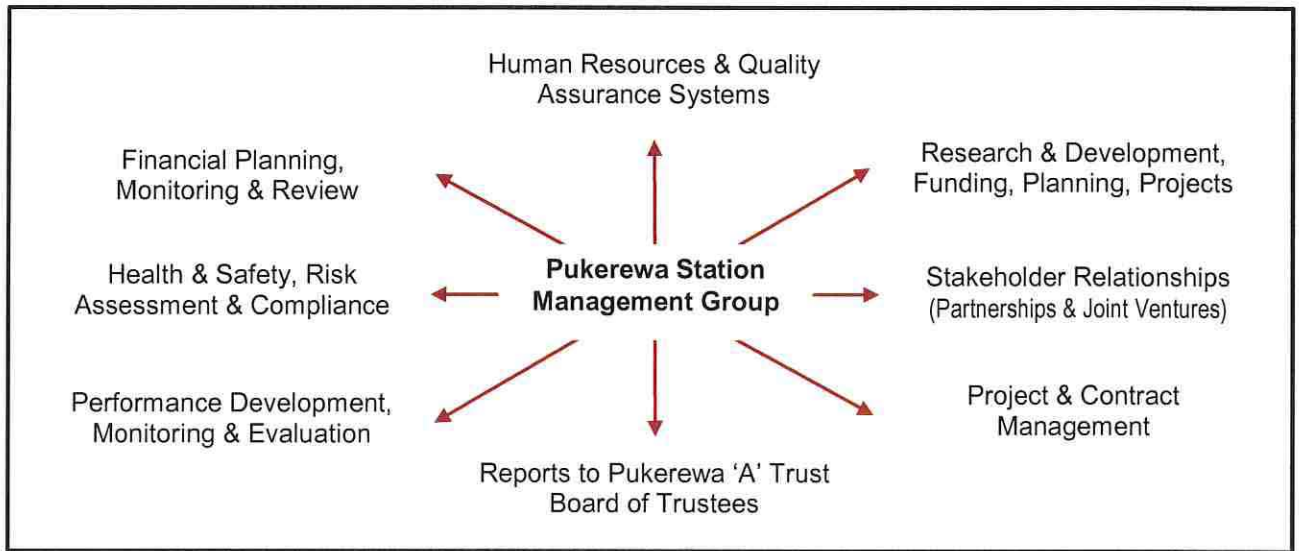 Human Resources & Quality
Assurance Systems
Financial Planning,
Monitoring & Review
Research & Development,
Funding, Planning, Projects
Health & Safety, Risk
Assessment & Compliance
Pukerewa Station
Management Group
Stakeholder Relationships
(Partnerships & Joint Ventures)
Performance Development,
Monitoring & Evaluation
Project & Contract
Management
Reports to Pukerewa ‘A’ Trust
Board of Trustees